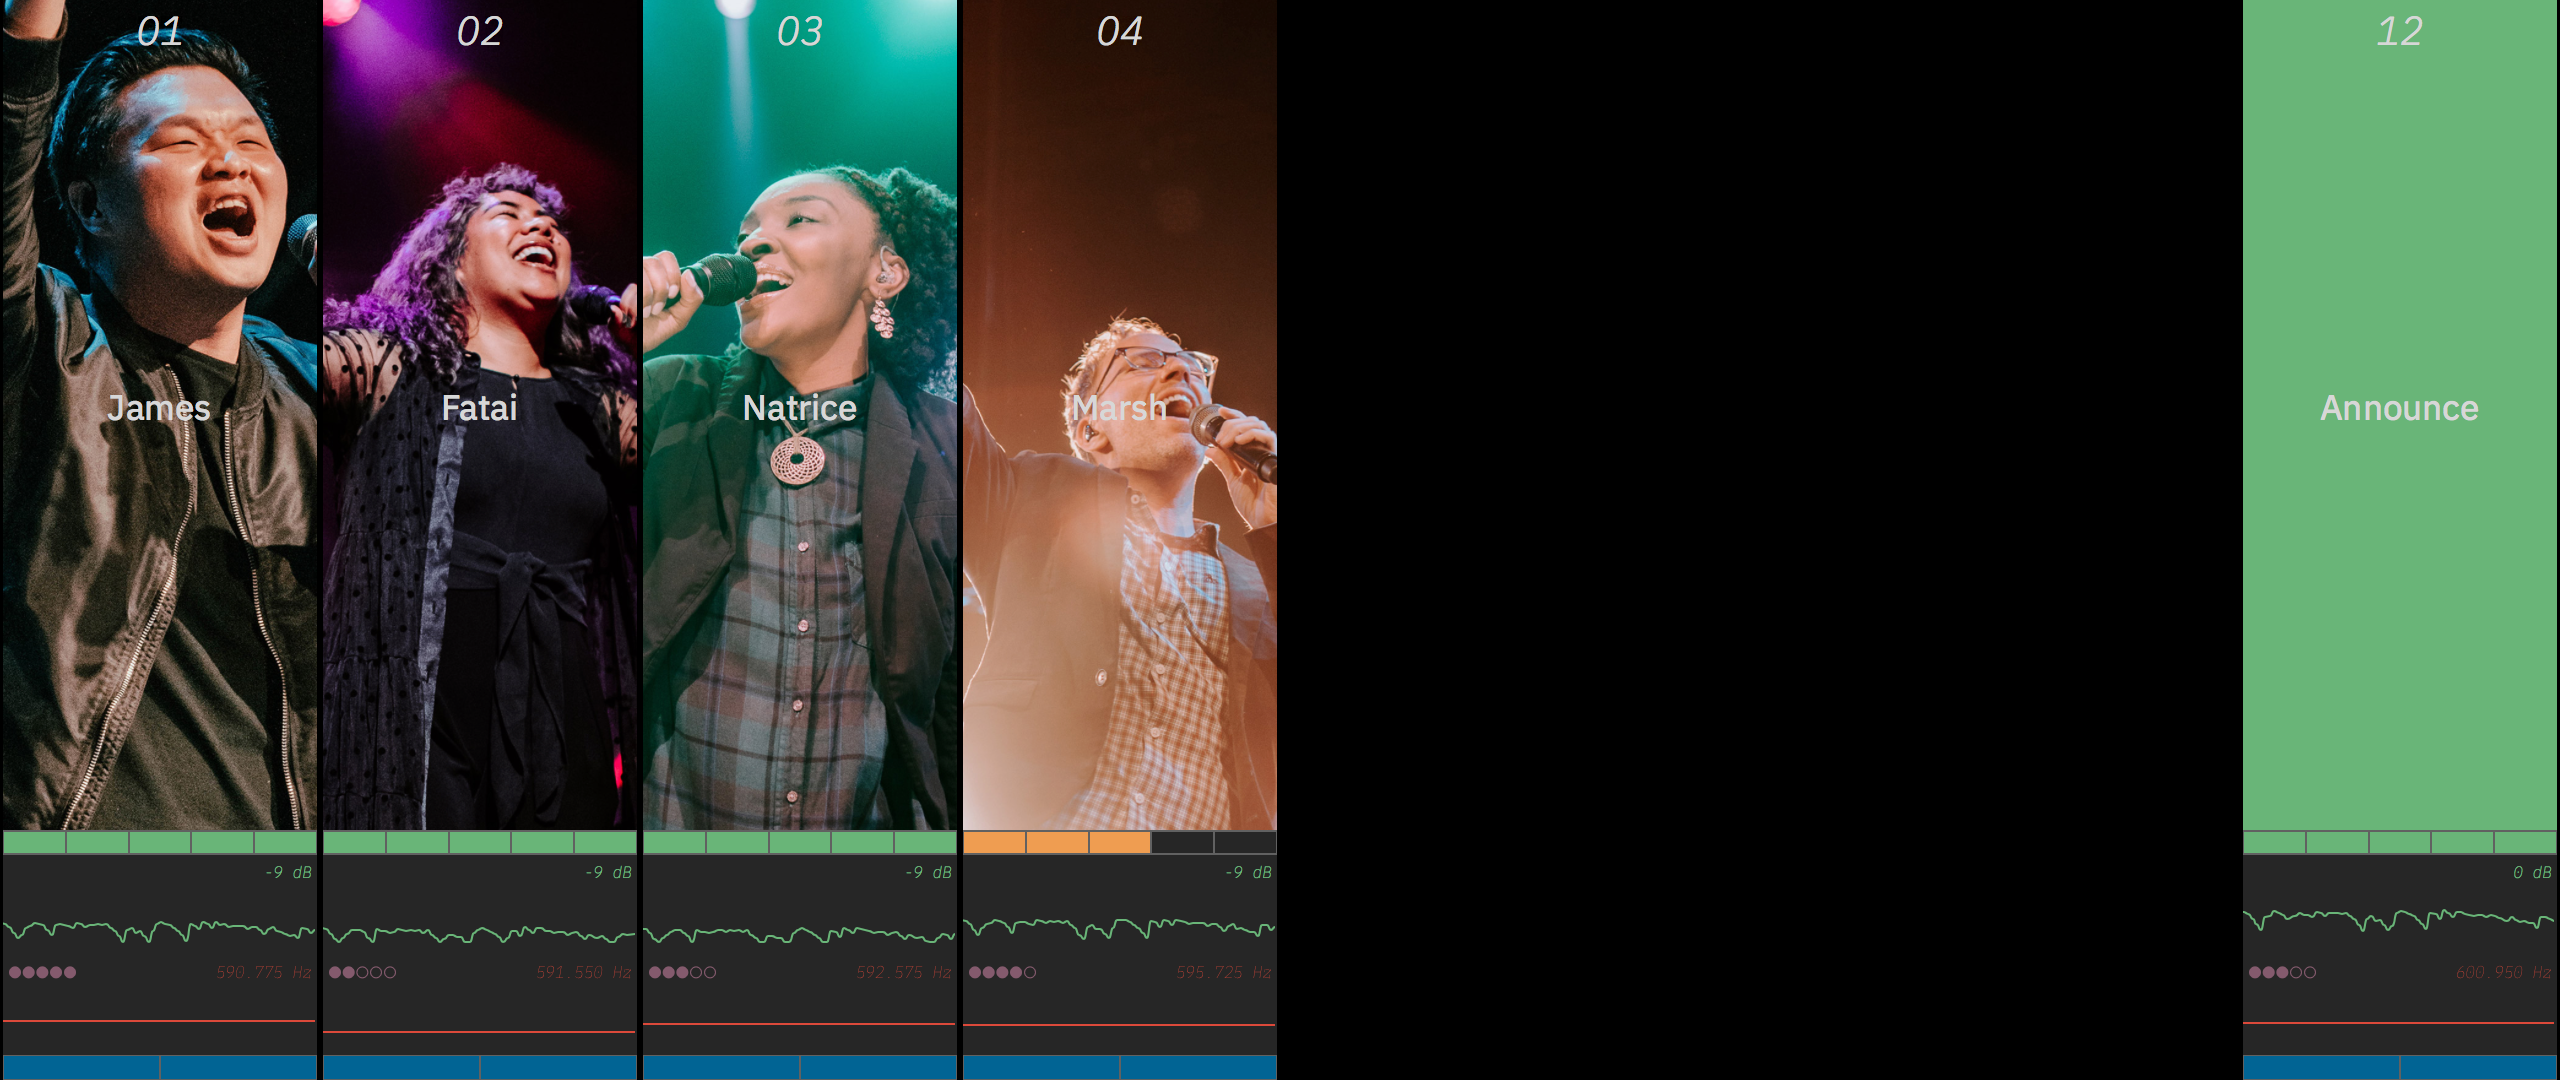 01
James
-9 dB
590.775 Hz
02
Fatai
-9 dB
591.550 Hz
03
Natrice
-9 dB
592.575 Hz
04
Marsh
-9 dB
595.725 Hz
12
Announce
0 dB
600.950 Hz